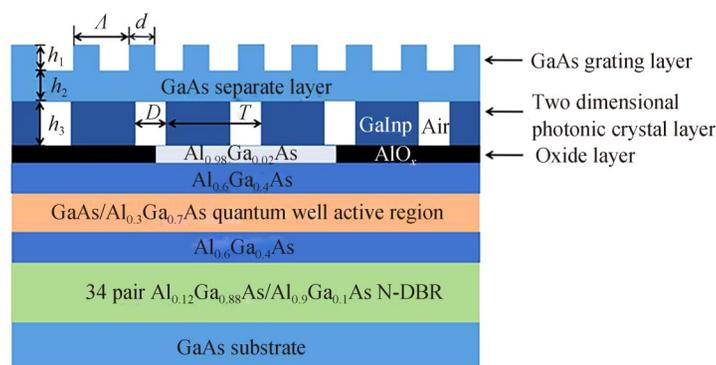 Λ d
h₁
GaAs grating layer
h₂
GaAs separate layer
Two dimensional
photonic crystal layer
h₃
D T
GaInp Air
Al₀.₉₈Ga₀.₀₂As
AlOₓ
Oxide layer
Al₀.₆Ga₀.₄As
GaAs/Al₀.₃Ga₀.₇As quantum well active region
Al₀.₆Ga₀.₄As
34 pair Al₀.₁₂Ga₀.₈₈As/Al₀.₉Ga₀.₁As N-DBR
GaAs substrate